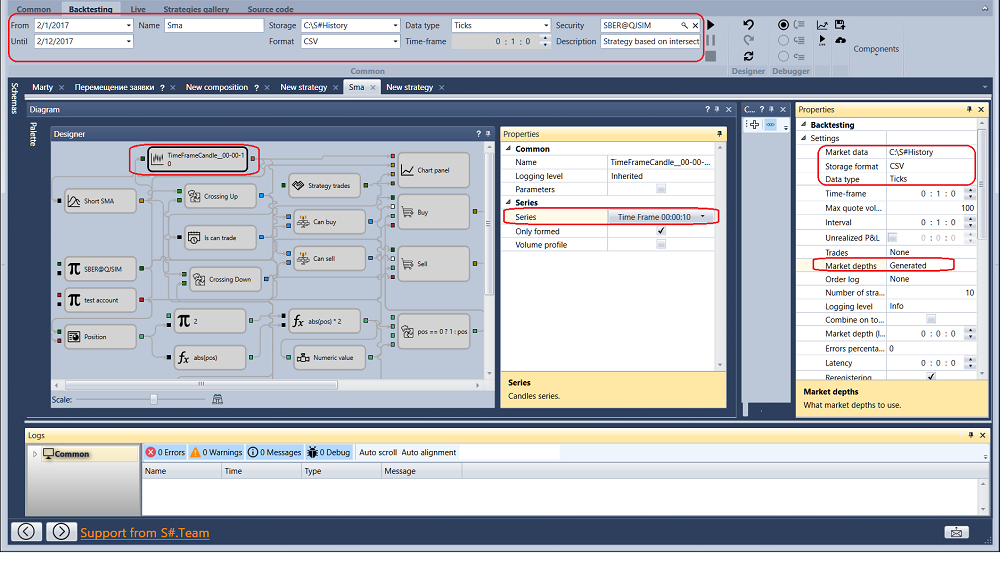 Common Backtesting Live Strategies gallery Source code
From 2/1/2017 Name Sma Storage C:\S#History Data type Ticks Security SBER@QJSIM
Until 2/12/2017 Format CSV Time-frame 0 : 1 : 0 Description Strategy based on intersect
Components
Common Designer Debugger
Marty Перемещение заявки ? New composition ? New strategy Sma New strategy
Schemas
Diagram
C...
Properties
Palette
Designer
TimeFrameCandle__00-00-1
0
Short SMA
Crossing Up
Strategy trades
Chart panel
Can buy
Buy
Is can trade
Can sell
Sell
SBER@QJSIM
Crossing Down
test account
2
abs(pos) * 2
Position
pos == 0 ? 1 : pos
abs(pos)
Numeric value
Scale:
Properties
Common
Name TimeFrameCandle__00-00-...
Logging level Inherited
Parameters
Series
Series Time Frame 00:00:10
Only formed
Volume profile
Series
Candles series.
Backtesting
Settings
Market data C:\S#History
Storage format CSV
Data type Ticks
Time-frame 0 : 1 : 0
Max quote vol... 100
Interval 0 : 1 : 0
Unrealized P&L 0 : 0 : 0
Trades None
Market depths Generated
Order log None
Number of stra... 10
Logging level Info
Combine on to...
Market depth (l... 0 : 0 : 0
Errors percenta... 0
Latency 0 : 0 : 0
Reregistering
Market depths
What market depths to use.
Logs
Common
0 Errors 0 Warnings 0 Messages 0 Debug Auto scroll Auto alignment
Name Time Type Message
Support from S#.Team